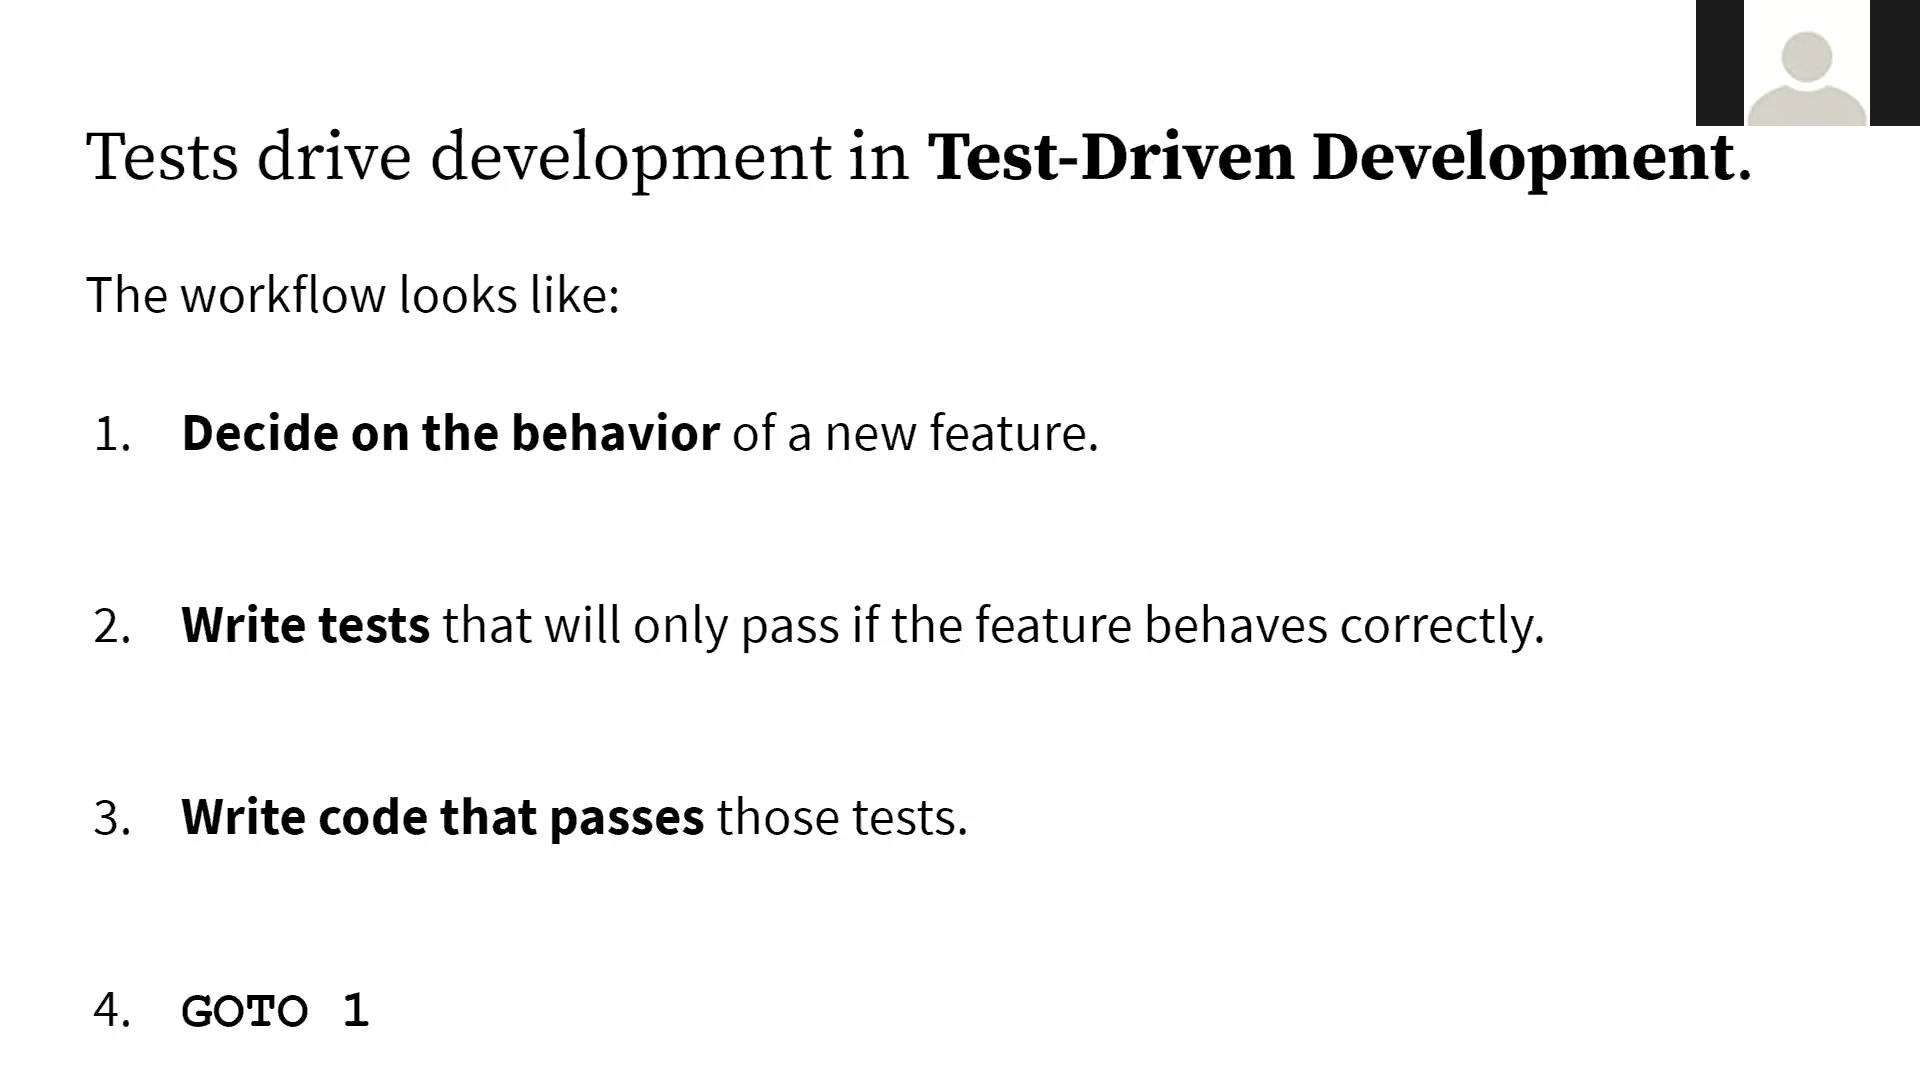 Tests drive development in Test-Driven Development.
The workflow looks like:
1. Decide on the behavior of a new feature.
2. Write tests that will only pass if the feature behaves correctly.
3. Write code that passes those tests.
4. GOTO 1